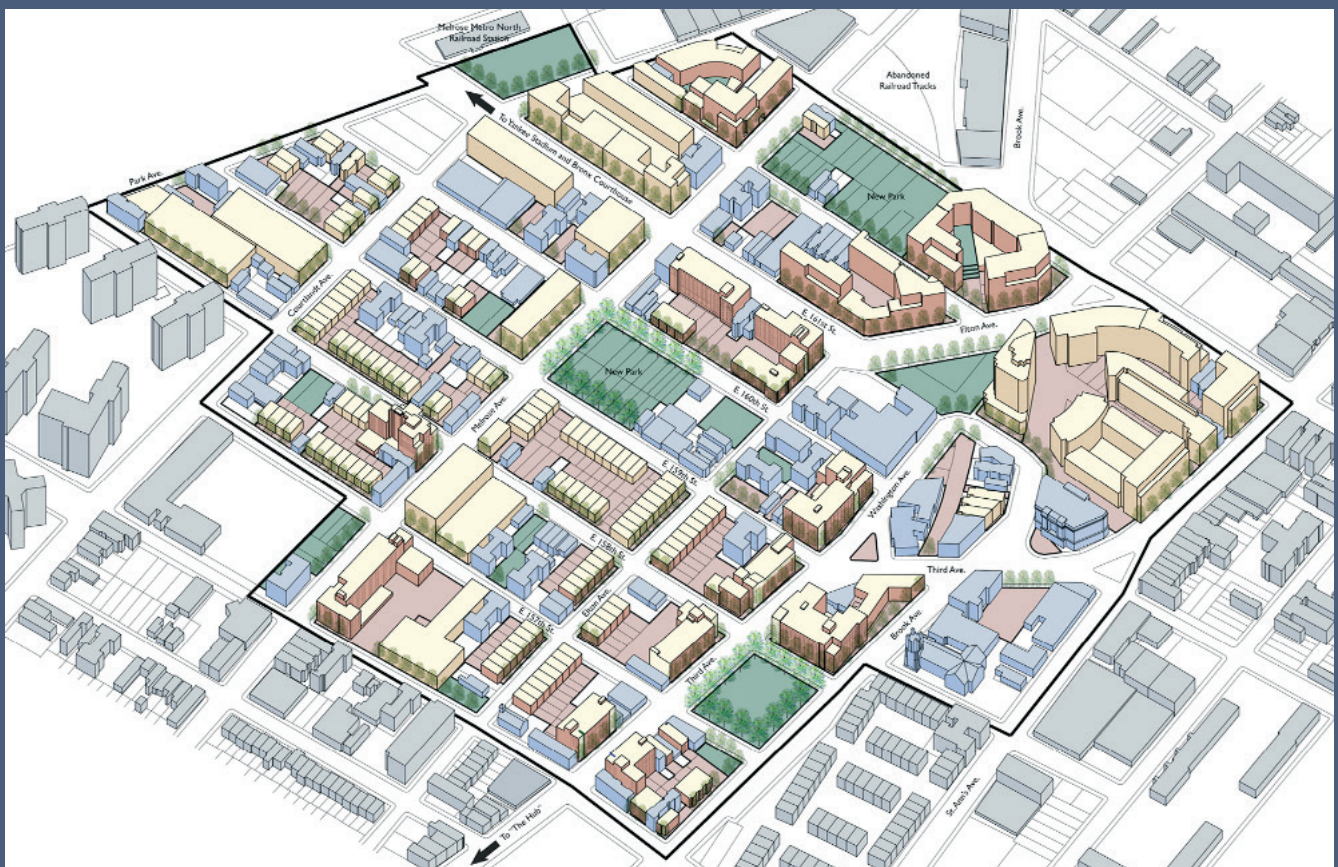 Melrose Metro North
Railroad Station
Abandoned
Railroad Tracks
Brook Ave.
To Yankee Stadium and Bronx Courthouse
Park Ave.
New Park
Courtlandt Ave.
E. 161st St.
Elton Ave.
New Park
Melrose Ave.
E. 160th St.
E. 159th St.
Washington Ave.
E. 158th St.
Third Ave.
Elton Ave.
E. 157th St.
Brook Ave.
Third Ave.
St. Ann's Ave.
To "The Hub"